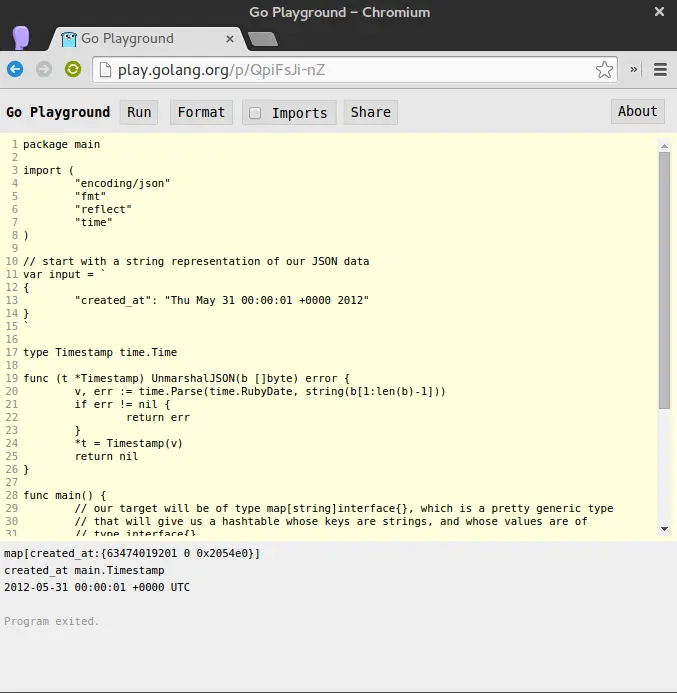 Go Playground – Chromium
Go Playground
play.golang.org/p/QpiFsJi-nZ
Go Playground Run Format Imports Share About
1 package main
2
3 import (
4 "encoding/json"
5 "fmt"
6 "reflect"
7 "time"
8 )
9
10 // start with a string representation of our JSON data
11 var input = `
12 {
13 "created_at": "Thu May 31 00:00:01 +0000 2012"
14 }
15 `
16
17 type Timestamp time.Time
18
19 func (t *Timestamp) UnmarshalJSON(b []byte) error {
20 v, err := time.Parse(time.RubyDate, string(b[1:len(b)-1]))
21 if err != nil {
22 return err
23 }
24 *t = Timestamp(v)
25 return nil
26 }
27
28 func main() {
29 // our target will be of type map[string]interface{}, which is a pretty generic type
30 // that will give us a hashtable whose keys are strings, and whose values are of
31 // type interface{}
map[created_at:{63474019201 0 0x2054e0}]
created_at main.Timestamp
2012-05-31 00:00:01 +0000 UTC
Program exited.